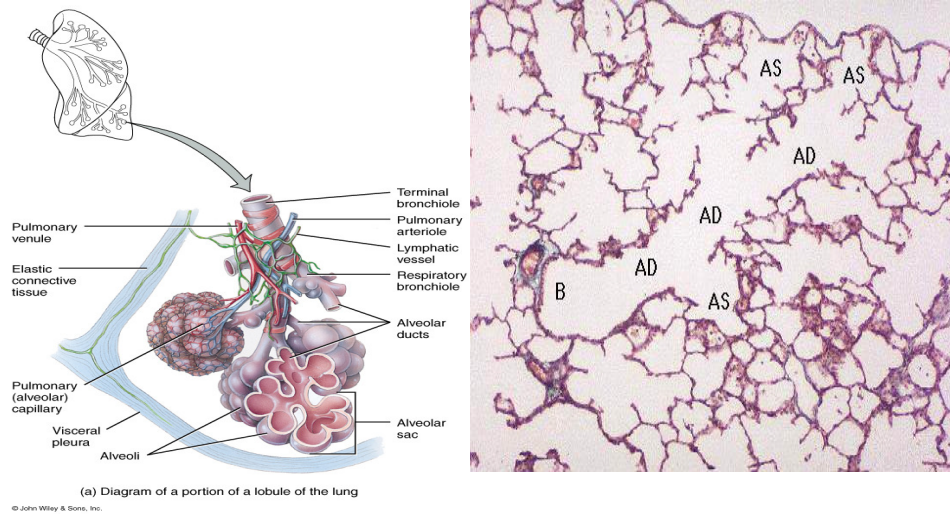 Terminal
bronchiole
Pulmonary
arteriole
Lymphatic
vessel
Respiratory
bronchiole
Alveolar
ducts
Alveolar
sac
Pulmonary
venule
Elastic
connective
tissue
Pulmonary
(alveolar)
capillary
Visceral
pleura
Alveoli
(a) Diagram of a portion of a lobule of the lung
© John Wiley & Sons, Inc.
AS
AS
AD
AD
AD
B
AS